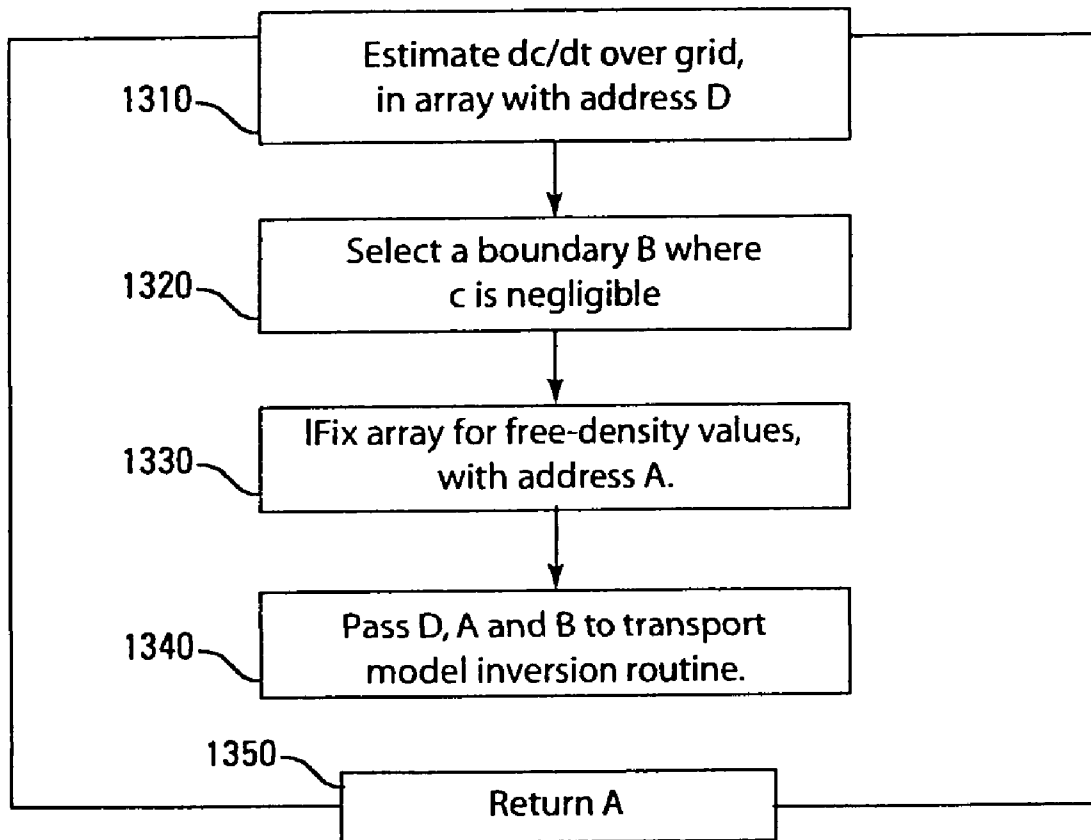 Estimate dc/dt over grid,
in array with address D
1310
Select a boundary B where
c is negligible
1320
IFix array for free-density values,
with address A.
1330
Pass D, A and B to transport
model inversion routine.
1340
1350
Return A